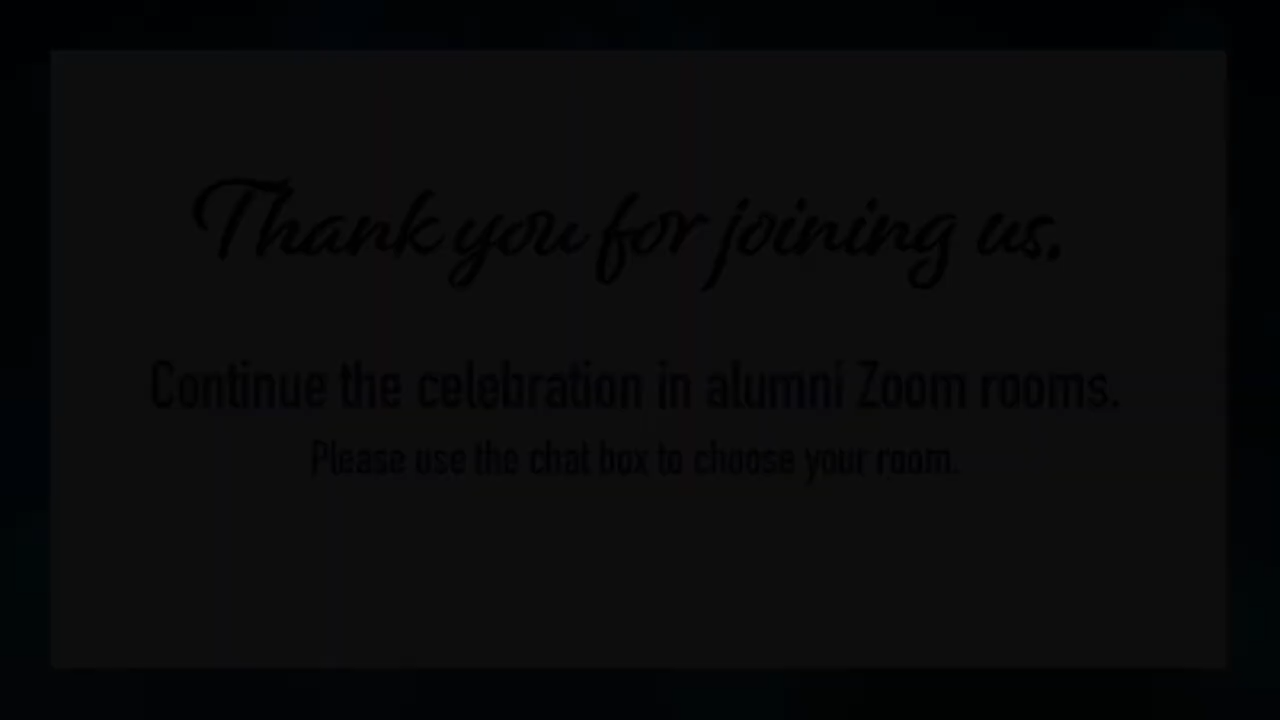 Thank you for joining us.
Continue the celebration in alumni Zoom rooms.
Please use the chat box to choose your room.